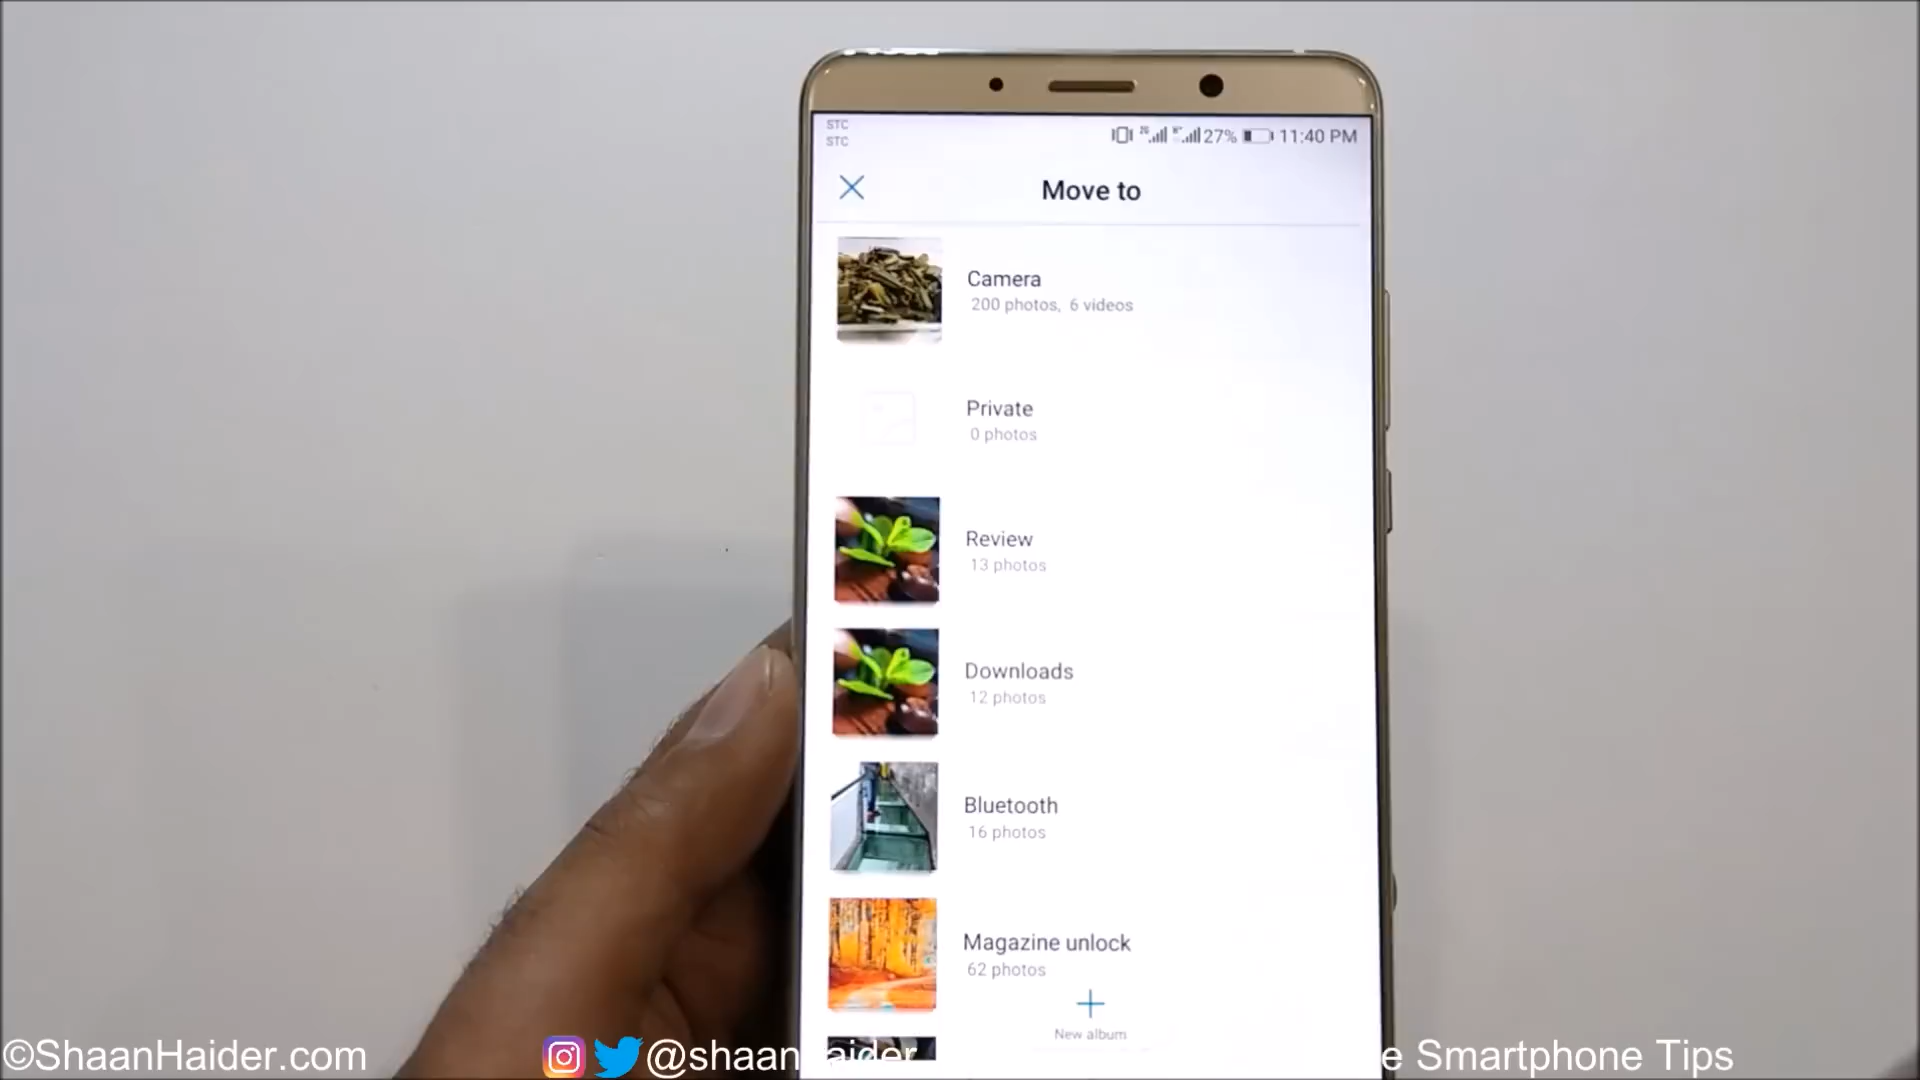 STC
STC
27% 11:40 PM
Move to
Camera
200 photos, 6 videos
Private
0 photos
Review
13 photos
Downloads
12 photos
Bluetooth
16 photos
Magazine unlock
62 photos
New album
©ShaanHaider.com
@shaanhaider
e Smartphone Tips